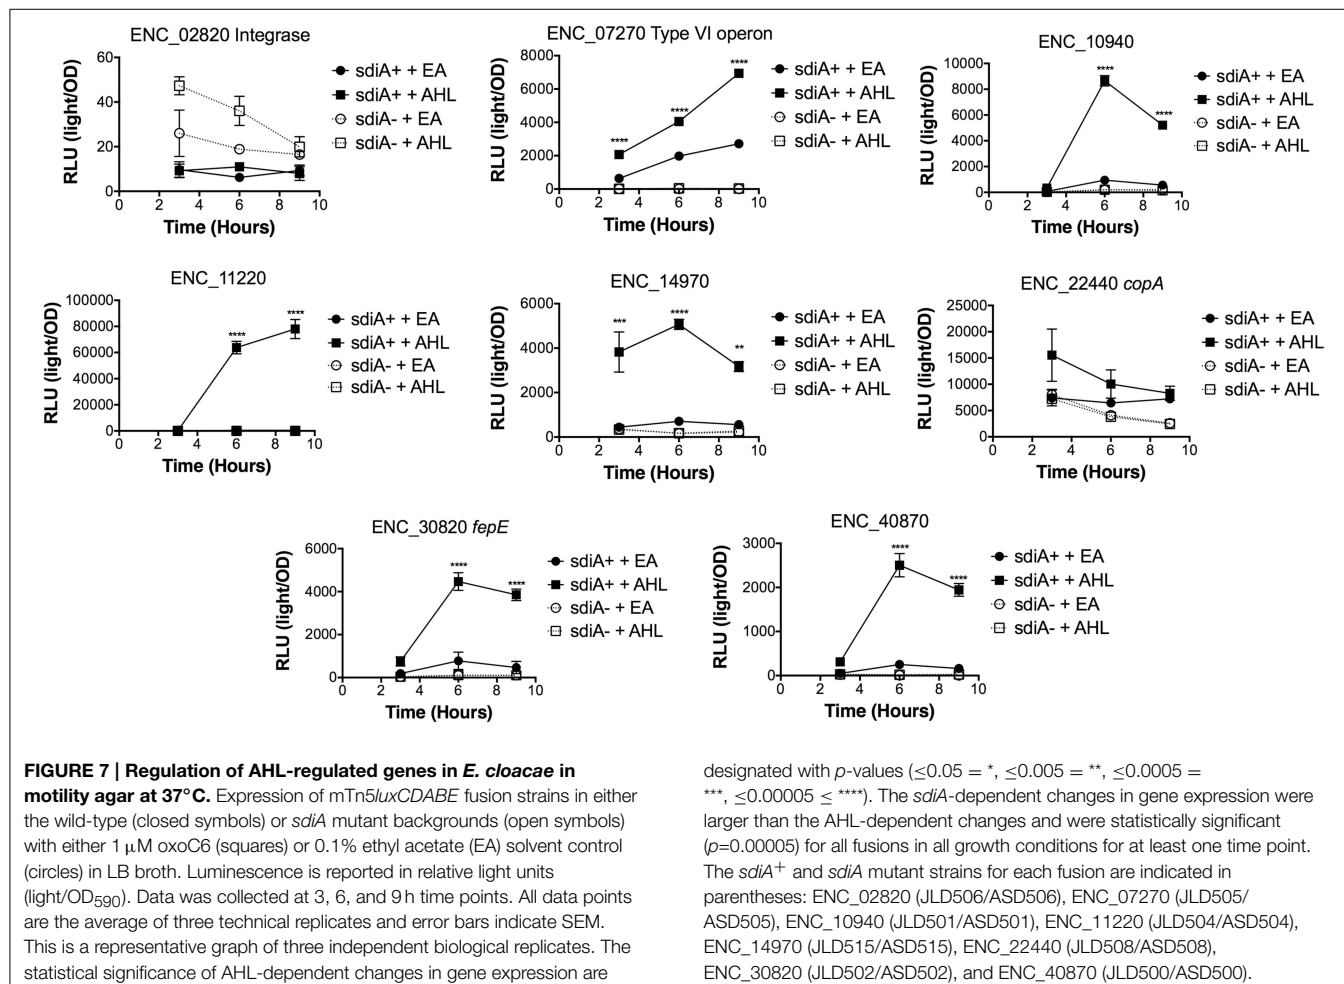 ENC_02820 Integrase
RLU (light/OD)
60
40
20
0
0 2 4 6 8 10
Time (Hours)
sdiA+ + EA
sdiA+ + AHL
sdiA- + EA
sdiA- + AHL
ENC_07270 Type VI operon
RLU (light/OD)
8000
6000
4000
2000
0
0 2 4 6 8 10
Time (Hours)
****
****
****
sdiA+ + EA
sdiA+ + AHL
sdiA- + EA
sdiA- + AHL
ENC_10940
RLU (light/OD)
10000
8000
6000
4000
2000
0
0 2 4 6 8 10
Time (Hours)
****
****
sdiA+ + EA
sdiA+ + AHL
sdiA- + EA
sdiA- + AHL
ENC_11220
RLU (light/OD)
100000
80000
60000
40000
20000
0
0 2 4 6 8 10
Time (Hours)
****
****
sdiA+ + EA
sdiA+ + AHL
sdiA- + EA
sdiA- + AHL
ENC_14970
RLU (light/OD)
6000
4000
2000
0
0 2 4 6 8 10
Time (Hours)
***
****
**
sdiA+ + EA
sdiA+ + AHL
sdiA- + EA
sdiA- + AHL
ENC_22440 copA
RLU (light/OD)
25000
20000
15000
10000
5000
0
0 2 4 6 8 10
Time (Hours)
sdiA+ + EA
sdiA+ + AHL
sdiA- + EA
sdiA- + AHL
ENC_30820 fepE
RLU (light/OD)
6000
4000
2000
0
0 2 4 6 8 10
Time (Hours)
****
****
sdiA+ + EA
sdiA+ + AHL
sdiA- + EA
sdiA- + AHL
ENC_40870
RLU (light/OD)
3000
2000
1000
0
0 2 4 6 8 10
Time (Hours)
****
****
sdiA+ + EA
sdiA+ + AHL
sdiA- + EA
sdiA- + AHL
FIGURE 7 | Regulation of AHL-regulated genes in E. cloacae in
motility agar at 37°C. Expression of mTn5luxCDABE fusion strains in either
the wild-type (closed symbols) or sdiA mutant backgrounds (open symbols)
with either 1 μM oxoC6 (squares) or 0.1% ethyl acetate (EA) solvent control
(circles) in LB broth. Luminescence is reported in relative light units
(light/OD590). Data was collected at 3, 6, and 9 h time points. All data points
are the average of three technical replicates and error bars indicate SEM.
This is a representative graph of three independent biological replicates. The
statistical significance of AHL-dependent changes in gene expression are
designated with p-values (≤0.05 = *, ≤0.005 = **, ≤0.0005 =
***, ≤0.00005 ≤ ****). The sdiA-dependent changes in gene expression were
larger than the AHL-dependent changes and were statistically significant
(p=0.00005) for all fusions in all growth conditions for at least one time point.
The sdiA+ and sdiA mutant strains for each fusion are indicated in
parentheses: ENC_02820 (JLD506/ASD506), ENC_07270 (JLD505/
ASD505), ENC_10940 (JLD501/ASD501), ENC_11220 (JLD504/ASD504),
ENC_14970 (JLD515/ASD515), ENC_22440 (JLD508/ASD508),
ENC_30820 (JLD502/ASD502), and ENC_40870 (JLD500/ASD500).